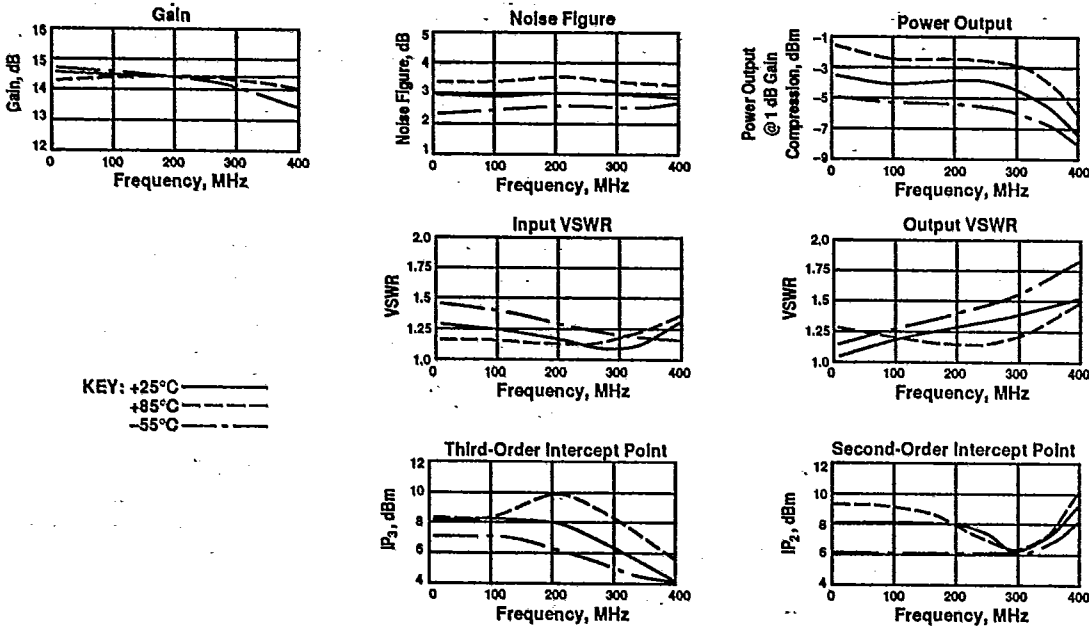 Gain
16
15
14
13
12
Gain, dB
0 100 200 300 400
Frequency, MHz
Noise Figure
5
4
3
2
1
Noise Figure, dB
0 100 200 300 400
Frequency, MHz
Power Output
-1
-3
-5
-7
-9
Power Output
@ 1 dB Gain
Compression, dBm
0 100 200 300 400
Frequency, MHz
Input VSWR
2.0
1.75
1.5
1.25
1.0
VSWR
0 100 200 300 400
Frequency, MHz
Output VSWR
2.0
1.75
1.5
1.25
1.0
VSWR
0 100 200 300 400
Frequency, MHz
KEY: +25°C
+85°C
-55°C
Third-Order Intercept Point
12
10
8
6
4
IP3, dBm
0 100 200 300 400
Frequency, MHz
Second-Order Intercept Point
12
10
8
6
4
IP2, dBm
0 100 200 300 400
Frequency, MHz